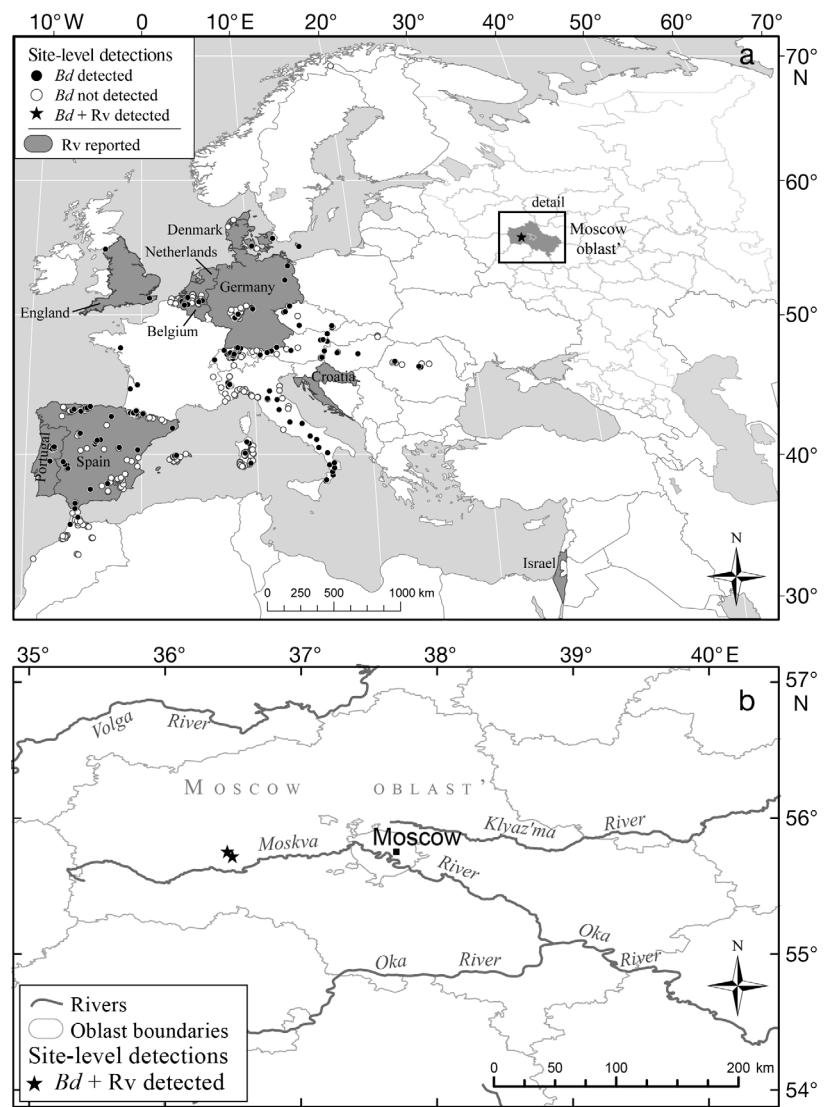 10° W
0
10° E
20°
30°
40°
50°
60°
70°
a
Site-level detections
Bd detected
Bd not detected
Bd + Rv detected
Rv reported
70°
N
60°
50°
40°
30°
detail
Moscow
oblast’
Denmark
Netherlands
Germany
England
Belgium
Croatia
Portugal
Spain
Israel
N
0 250 500 1000 km
35°
36°
37°
38°
39°
40° E
b
57°
N
56°
55°
54°
Volga
River
MOSCOW OBLAST’
Klyaz'ma
River
Moskva
Moscow
River
Oka
River
Oka
River
N
Rivers
Oblast boundaries
Site-level detections
Bd + Rv detected
0 50 100 200 km